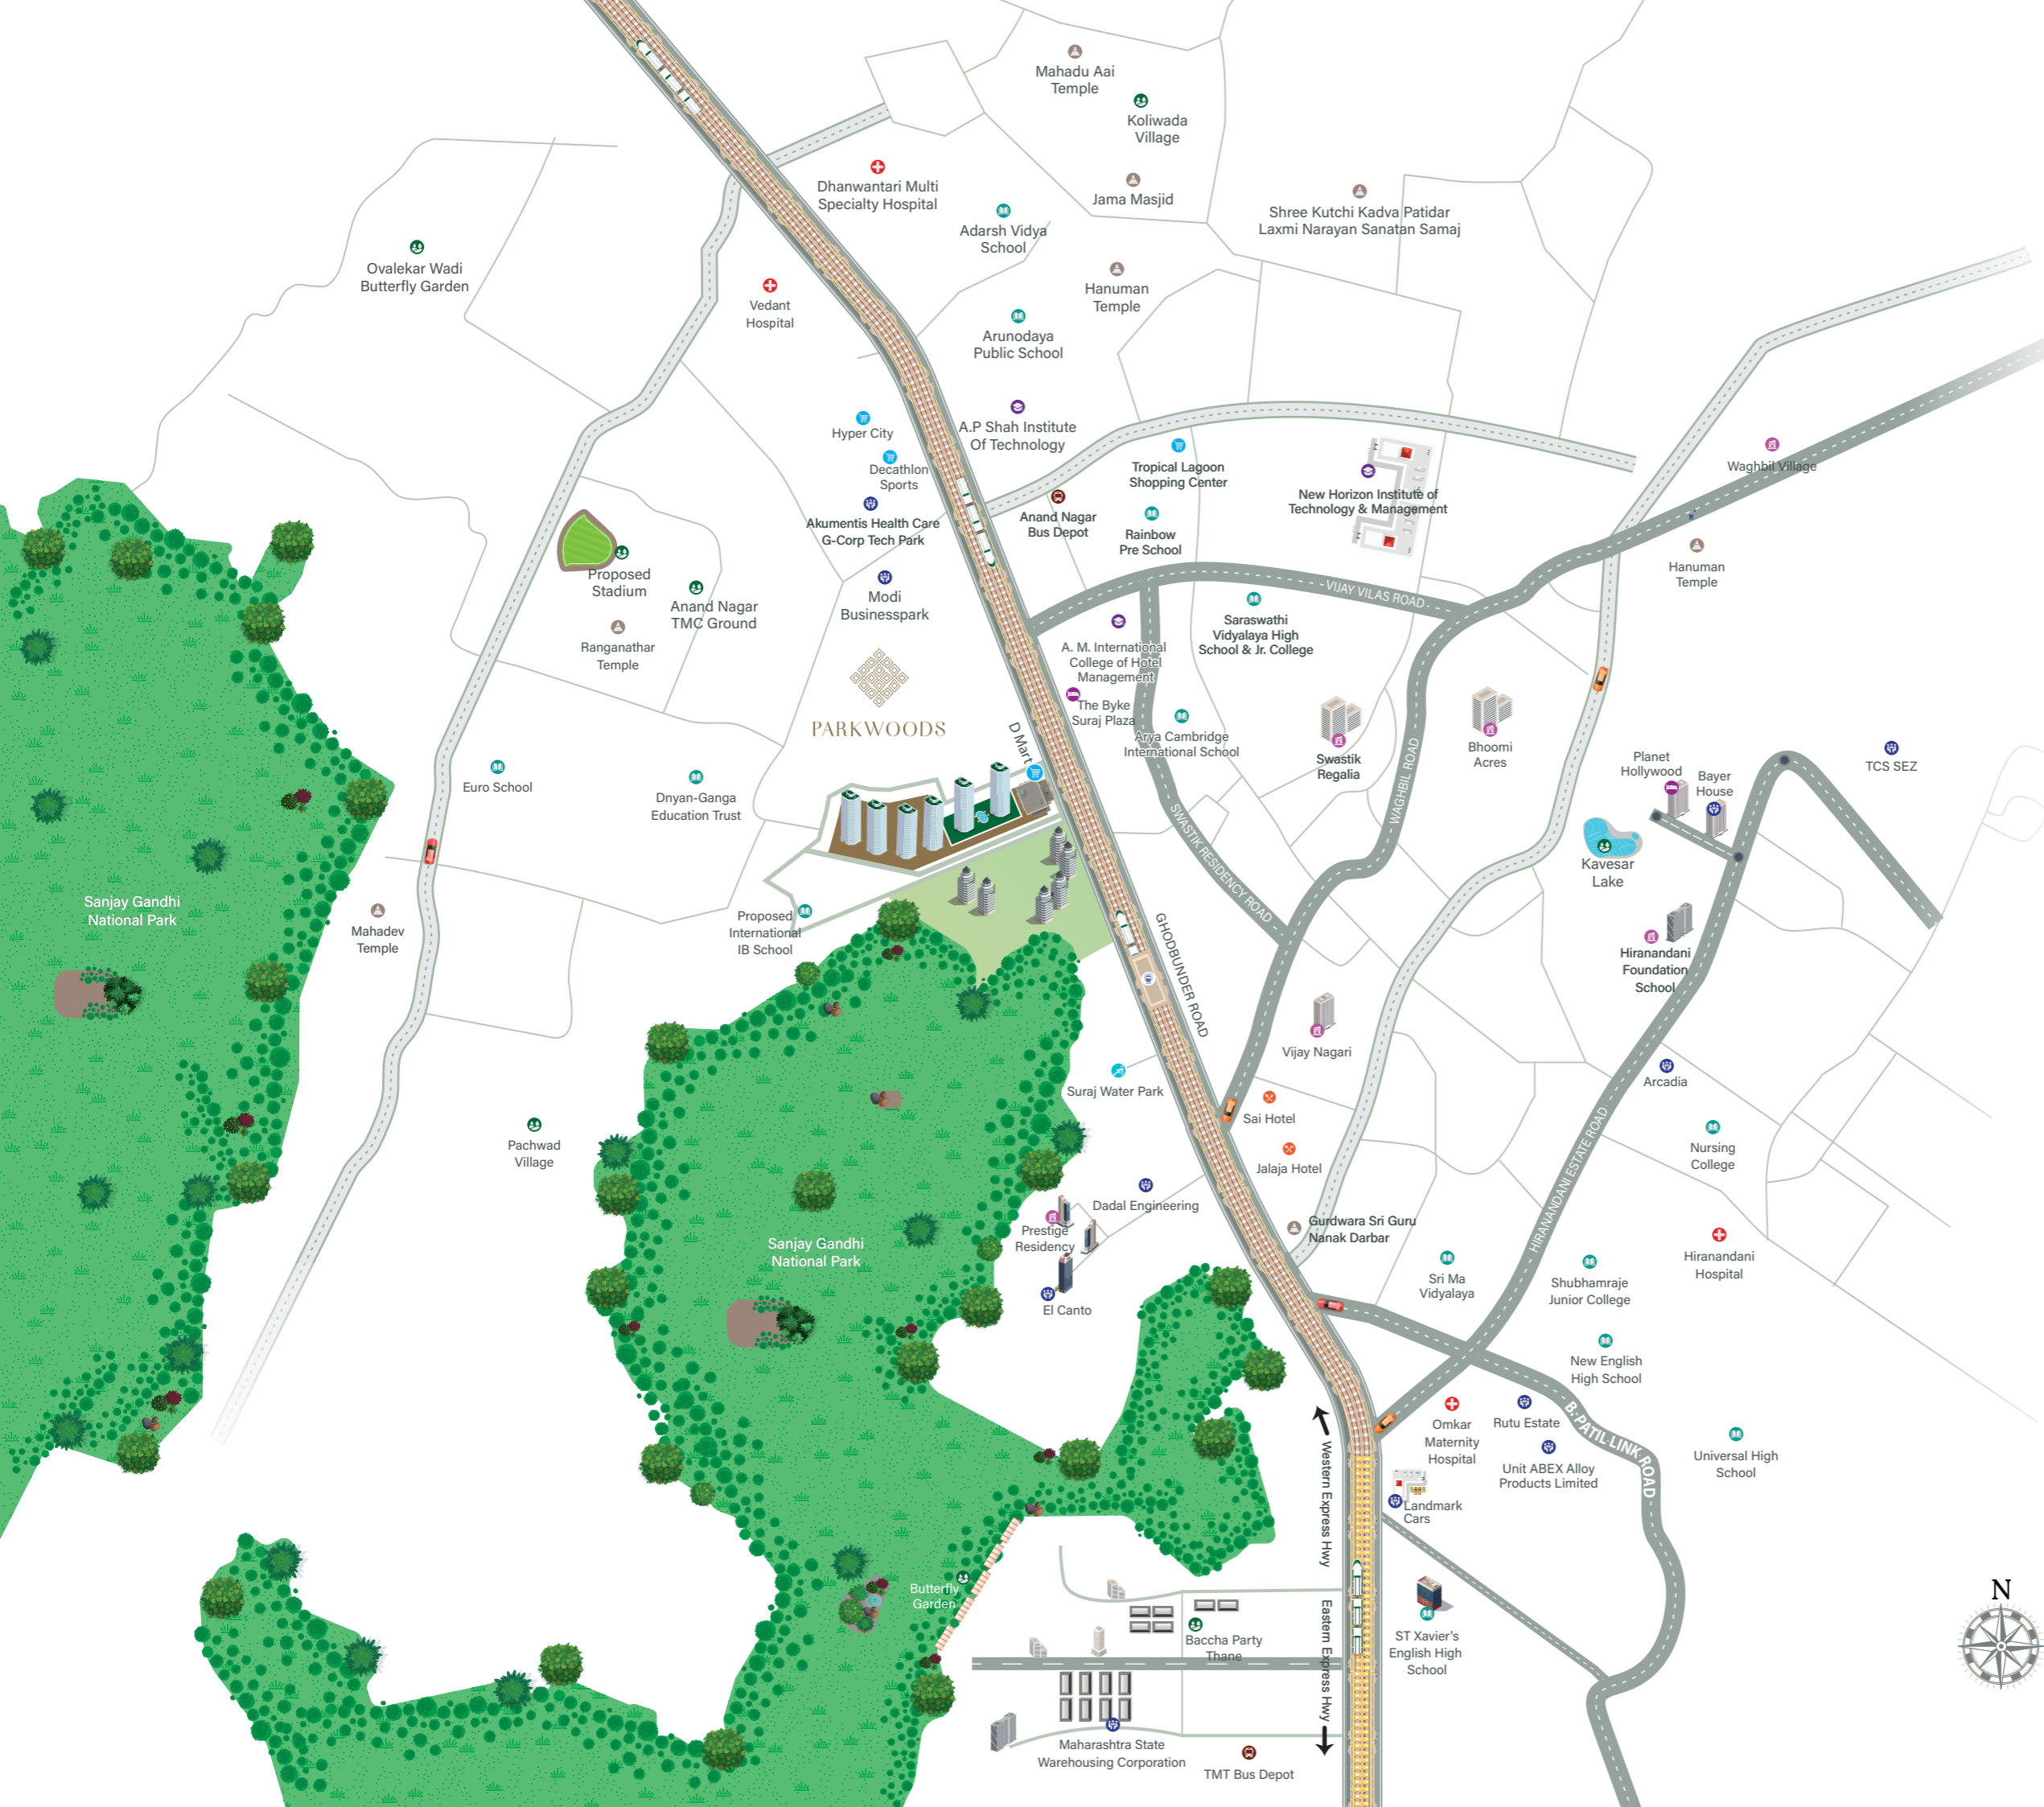 Mahadu Aai
Temple
Koliwada
Village
Dhanwantari Multi
Specialty Hospital
Jama Masjid
Adarsh Vidya
School
Shree Kutchi Kadva Patidar
Laxmi Narayan Sanatan Samaj
Ovalekar Wadi
Butterfly Garden
Vedant
Hospital
Hanuman
Temple
Arunodaya
Public School
Hyper City
A.P Shah Institute
Of Technology
Decathlon
Sports
Tropical Lagoon
Shopping Center
Waghbil Village
New Horizon Institute of
Technology & Management
Akumentis Health Care
G-Corp Tech Park
Anand Nagar
Bus Depot
Rainbow
Pre School
Proposed
Stadium
Anand Nagar
TMC Ground
Modi
Businesspark
Hanuman
Temple
VIJAY VILAS ROAD
Ranganathar
Temple
A. M. International
College of Hotel
Management
Saraswathi
Vidyalaya High
School & Jr. College
PARKWOODS
The Byke
Suraj Plaza
D Mart
Arya Cambridge
International School
Swastik
Regalia
WAGHBIL ROAD
Bhoomi
Acres
Planet
Hollywood
Bayer
House
TCS SEZ
Euro School
Dnyan-Ganga
Education Trust
SWASTIK RESIDENCY ROAD
Kavesar
Lake
Sanjay Gandhi
National Park
Mahadev
Temple
Proposed
International
IB School
GHODBUNDER ROAD
Hiranandani
Foundation
School
Vijay Nagari
Suraj Water Park
Sai Hotel
Arcadia
Pachwad
Village
Jalaja Hotel
Nursing
College
HIRANANDANI ESTATE ROAD
Dadal Engineering
Prestige
Residency
Gurdwara Sri Guru
Nanak Darbar
Sanjay Gandhi
National Park
Sri Ma
Vidyalaya
Shubhamraje
Junior College
Hiranandani
Hospital
El Canto
New English
High School
Omkar
Maternity
Hospital
Rutu Estate
B. PATIL LINK ROAD
Unit ABEX Alloy
Products Limited
Universal High
School
Western Express Hwy
Landmark
Cars
Butterfly
Garden
Eastern Express Hwy
Baccha Party
Thane
ST Xavier's
English High
School
N
Maharashtra State
Warehousing Corporation
TMT Bus Depot